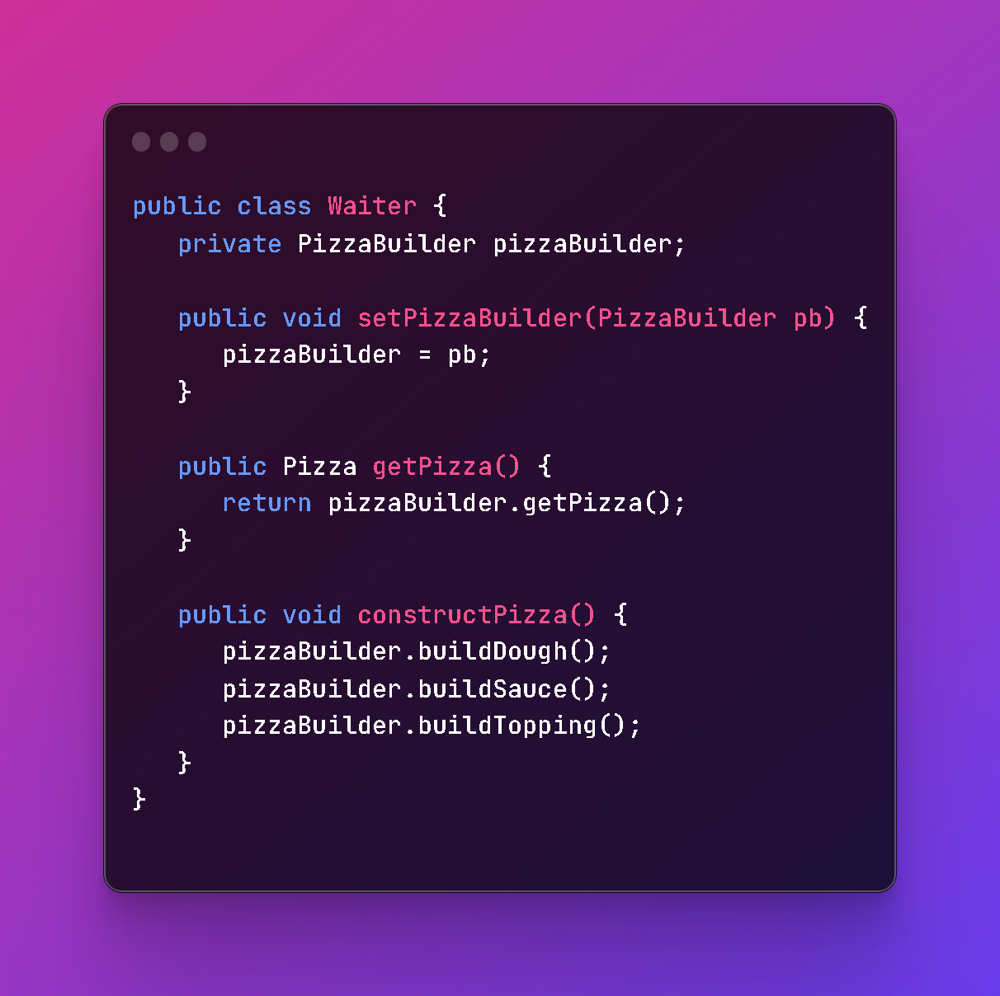 public class Waiter {
   private PizzaBuilder pizzaBuilder;

   public void setPizzaBuilder(PizzaBuilder pb) {
      pizzaBuilder = pb;
   }

   public Pizza getPizza() {
      return pizzaBuilder.getPizza();
   }

   public void constructPizza() {
      pizzaBuilder.buildDough();
      pizzaBuilder.buildSauce();
      pizzaBuilder.buildTopping();
   }
}